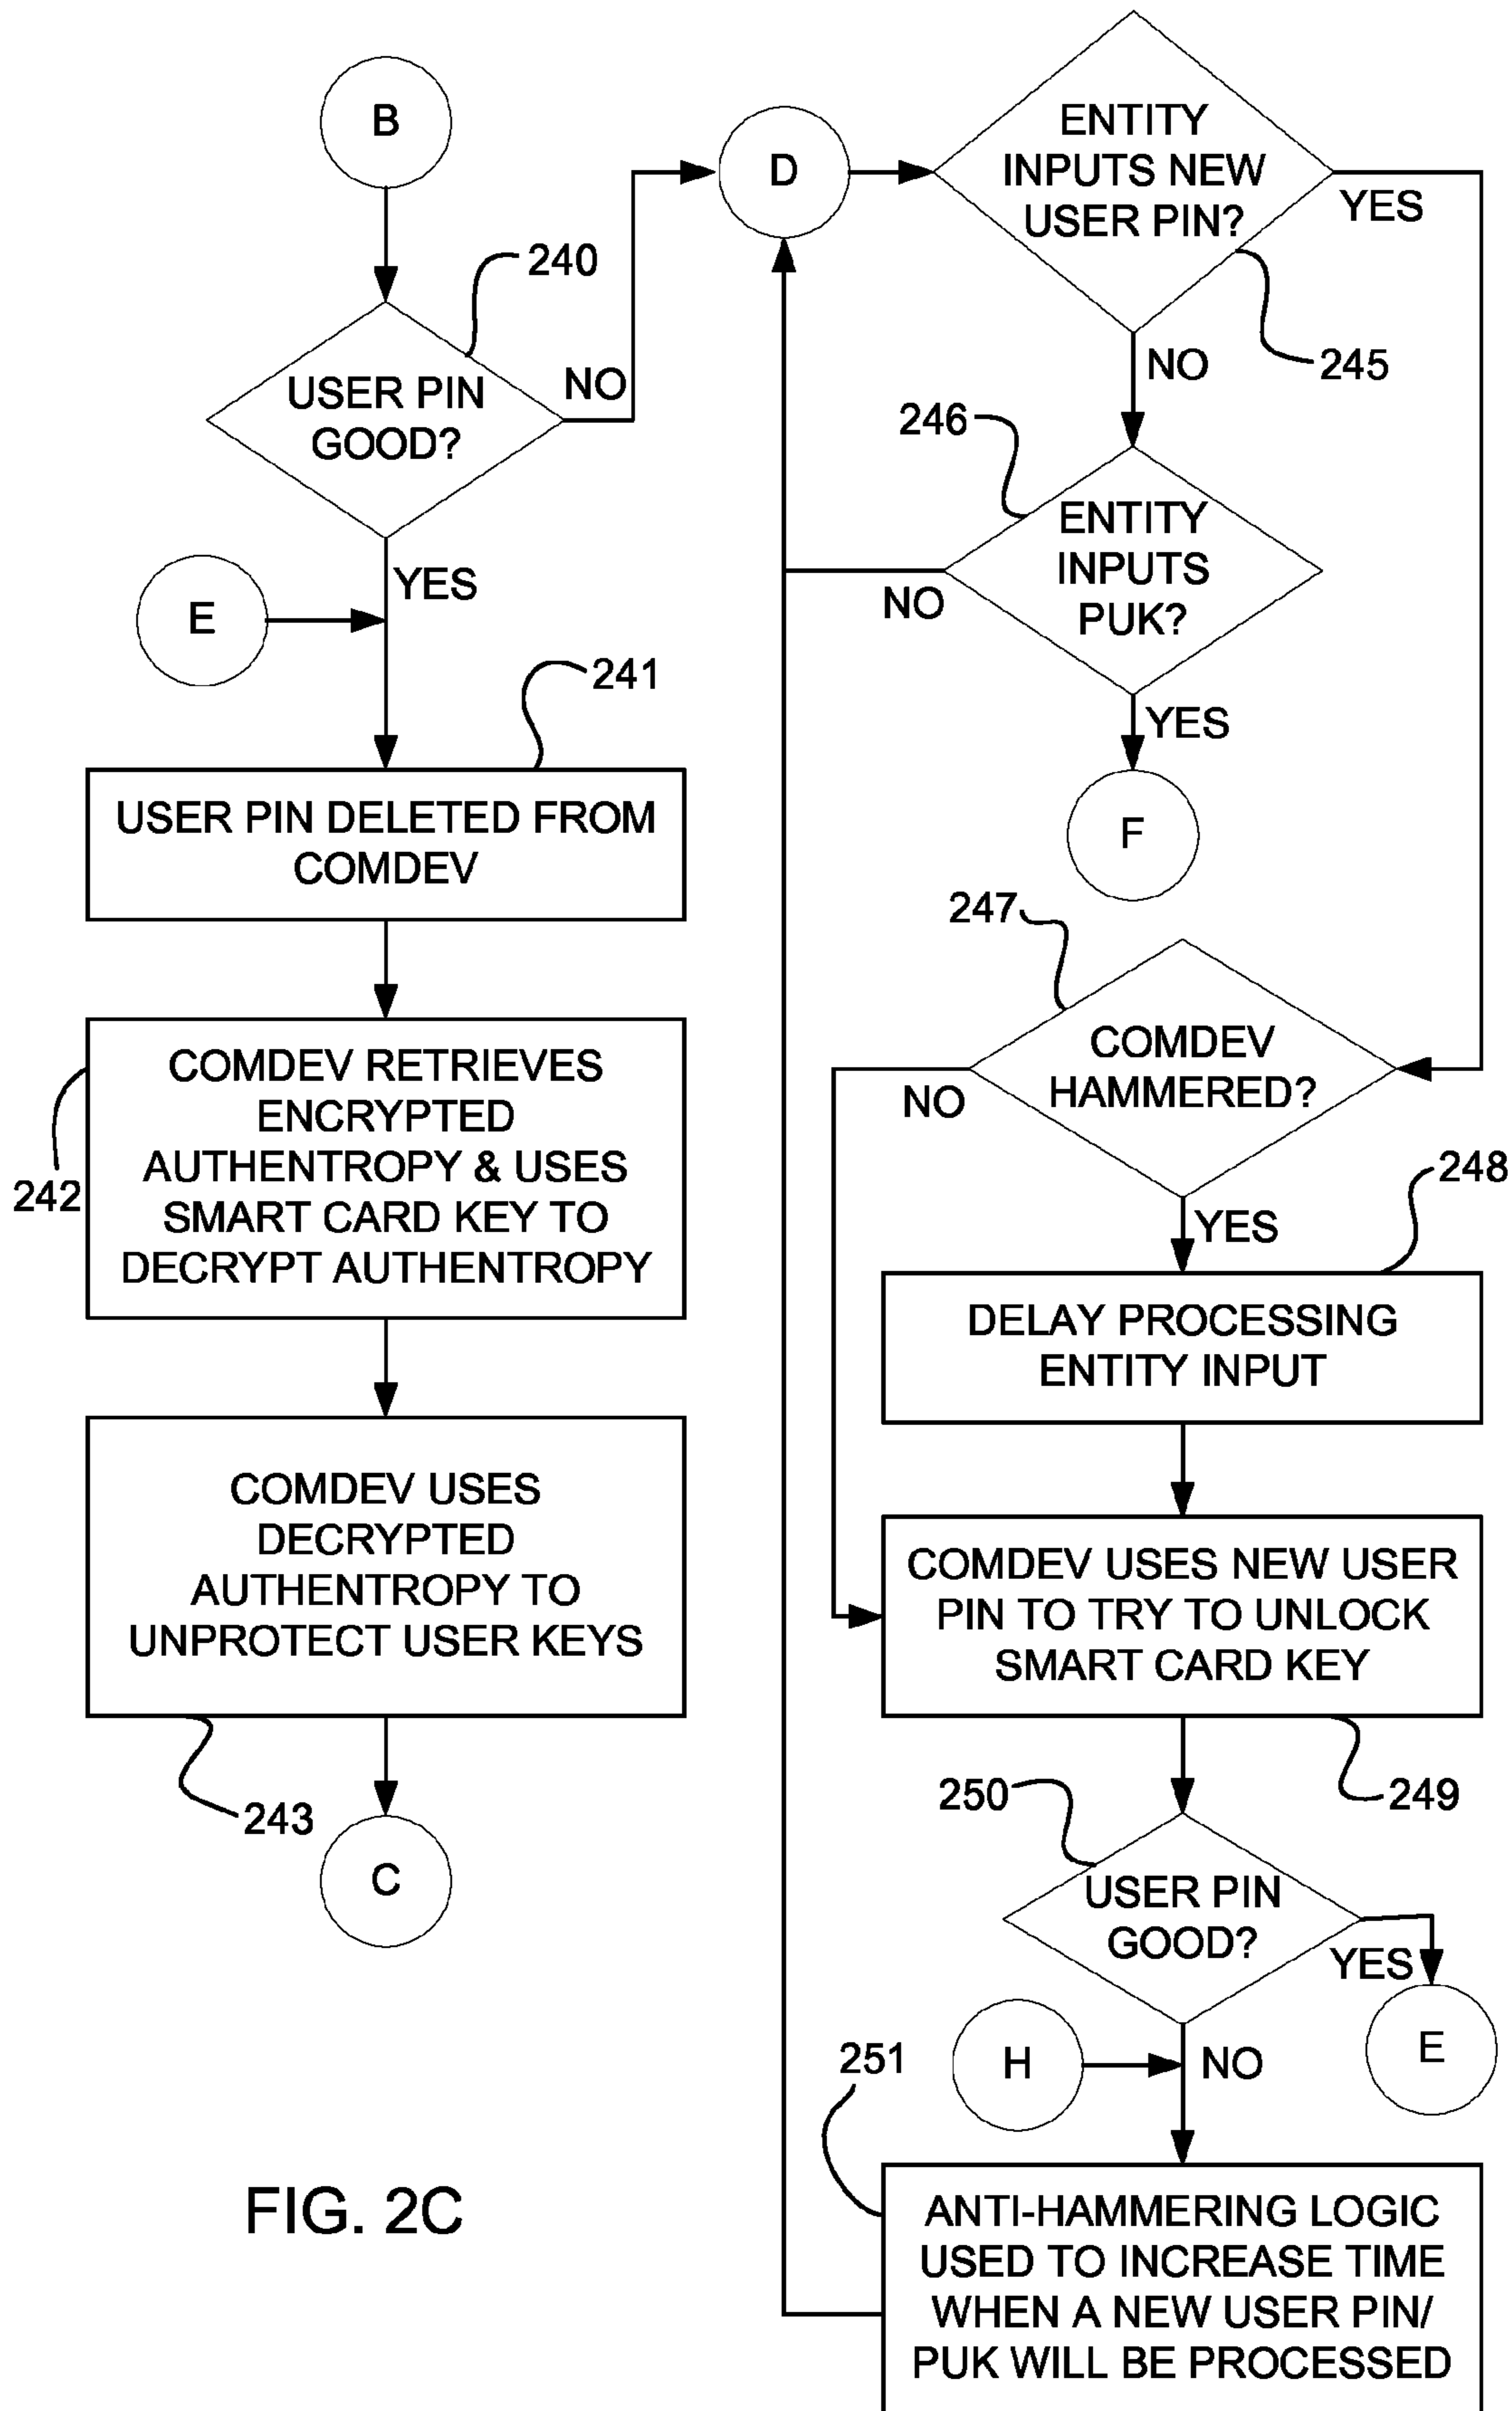 B
240
USER PIN
GOOD?
NO
YES
E
241
USER PIN DELETED FROM
COMDEV
242
COMDEV RETRIEVES
ENCRYPTED
AUTHENTROPY & USES
SMART CARD KEY TO
DECRYPT AUTHENTROPY
COMDEV USES
DECRYPTED
AUTHENTROPY TO
UNPROTECT USER KEYS
243
C
D
ENTITY
INPUTS NEW
USER PIN?
YES
245
NO
246
ENTITY
INPUTS
PUK?
NO
YES
F
247
COMDEV
HAMMERED?
NO
YES
248
DELAY PROCESSING
ENTITY INPUT
COMDEV USES NEW USER
PIN TO TRY TO UNLOCK
SMART CARD KEY
249
250
USER PIN
GOOD?
YES
E
H
NO
251
ANTI-HAMMERING LOGIC
USED TO INCREASE TIME
WHEN A NEW USER PIN/
PUK WILL BE PROCESSED
FIG. 2C